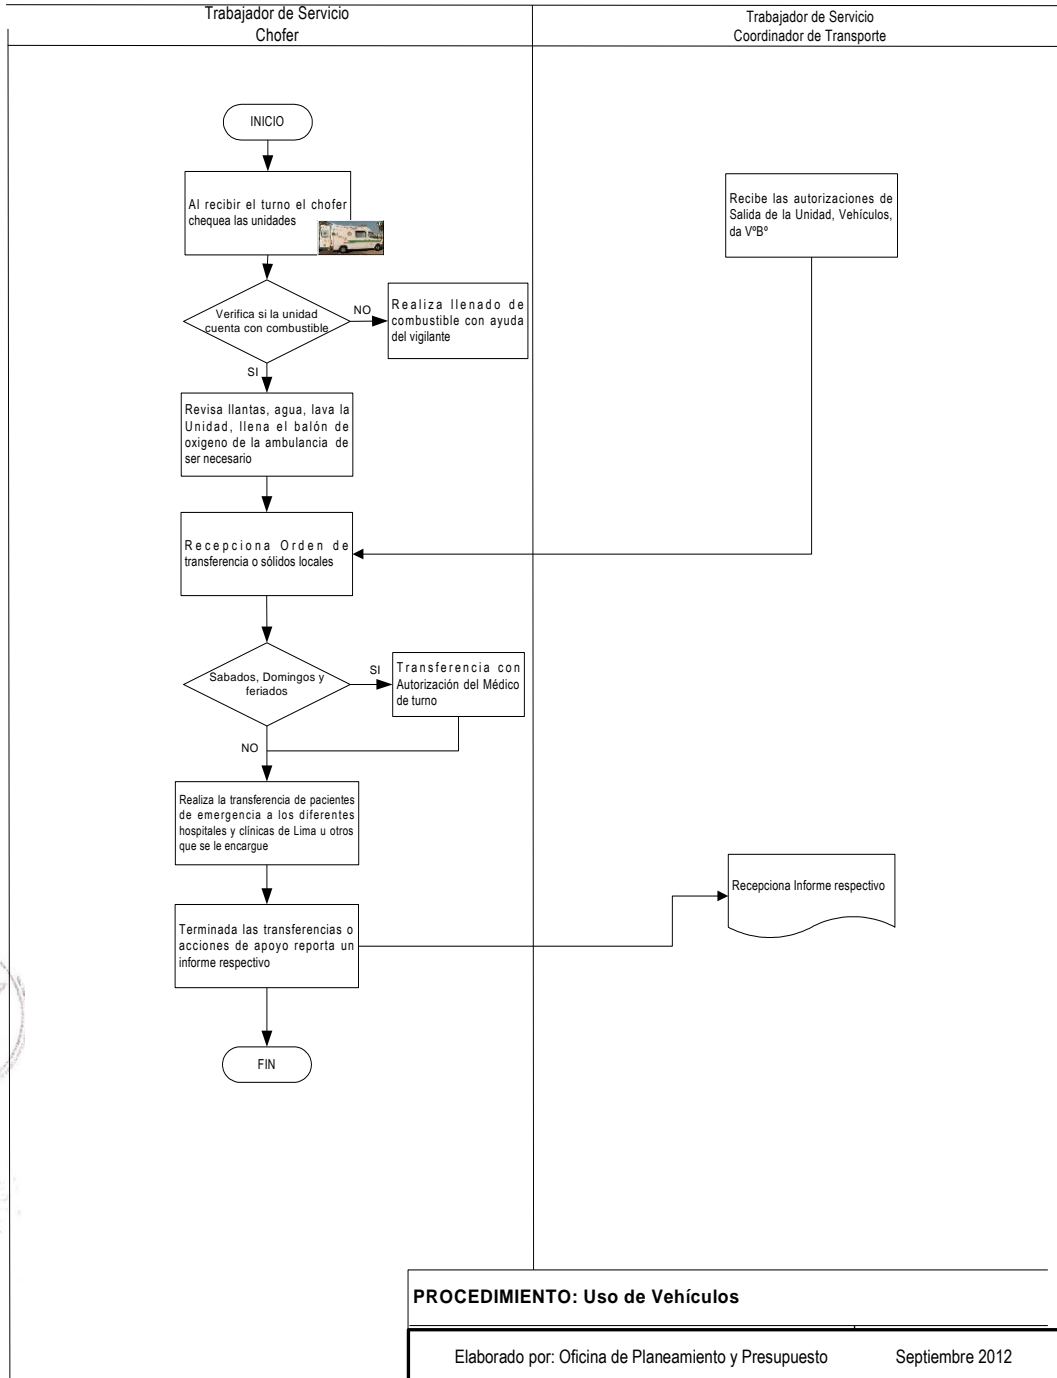 Trabajador de Servicio
Chofer
Trabajador de Servicio
Coordinador de Transporte
INICIO
Al recibir el turno el chofer
chequea las unidades
Recibe las autorizaciones de
Salida de la Unidad, Vehículos,
da VºBº
Verifica si la unidad
cuenta con combustible
NO
Realiza llenado de
combustible con ayuda
del vigilante
SI
Revisa llantas, agua, lava la
Unidad, llena el balón de
oxigeno de la ambulancia de
ser necesario
Recepciona Orden de
transferencia o sólidos locales
Sabados, Domingos y
feriados
SI
Transferencia con
Autorización del Médico
de turno
NO
Realiza la transferencia de pacientes
de emergencia a los diferentes
hospitales y clínicas de Lima u otros
que se le encargue
Recepciona Informe respectivo
Terminada las transferencias o
acciones de apoyo reporta un
informe respectivo
FIN
PROCEDIMIENTO: Uso de Vehículos
Elaborado por: Oficina de Planeamiento y Presupuesto Septiembre 2012